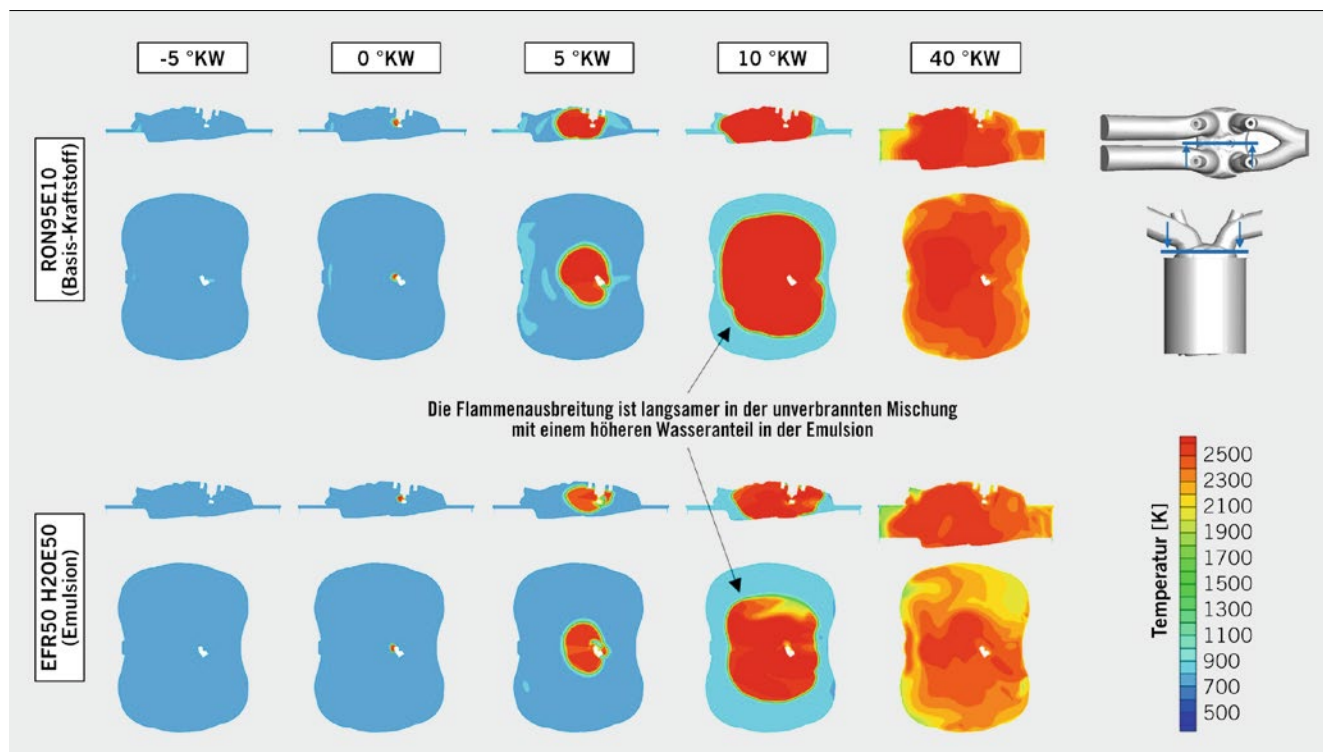 -5 °KW
0 °KW
5 °KW
10 °KW
40 °KW
RON95E10
(Basis-Kraftstoff)
Die Flammenausbreitung ist langsamer in der unverbrannten Mischung
mit einem höheren Wasseranteil in der Emulsion
EFR50 H2OE50
(Emulsion)
Temperatur [K]
2500
2300
2100
1900
1700
1500
1300
1100
900
700
500